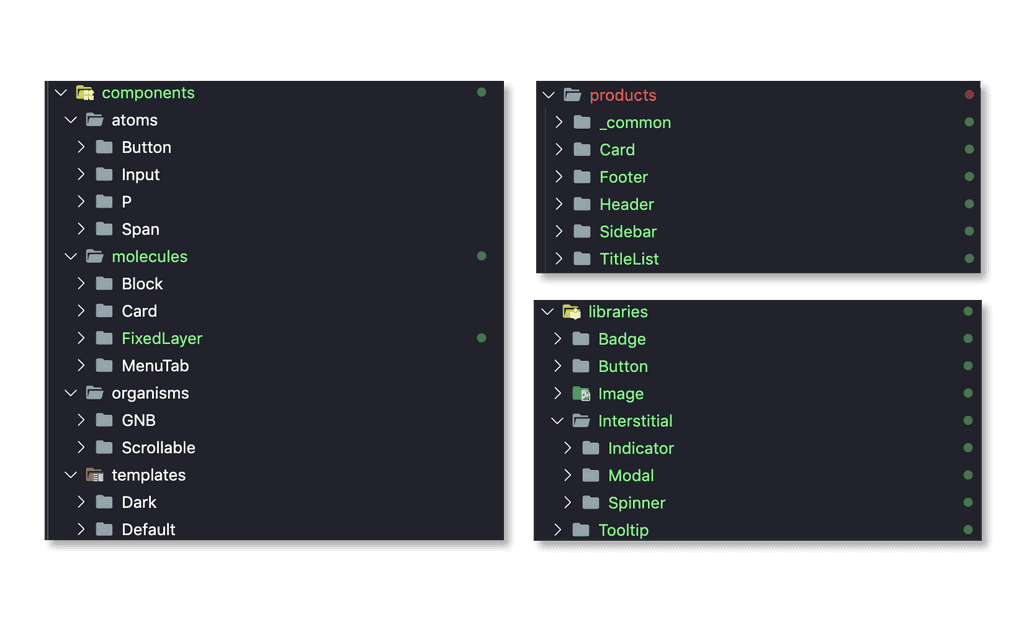 components
atoms
Button
Input
P
Span
molecules
Block
Card
FixedLayer
MenuTab
organisms
GNB
Scrollable
templates
Dark
Default
products
_common
Card
Footer
Header
Sidebar
TitleList
libraries
Badge
Button
Image
Interstitial
Indicator
Modal
Spinner
Tooltip